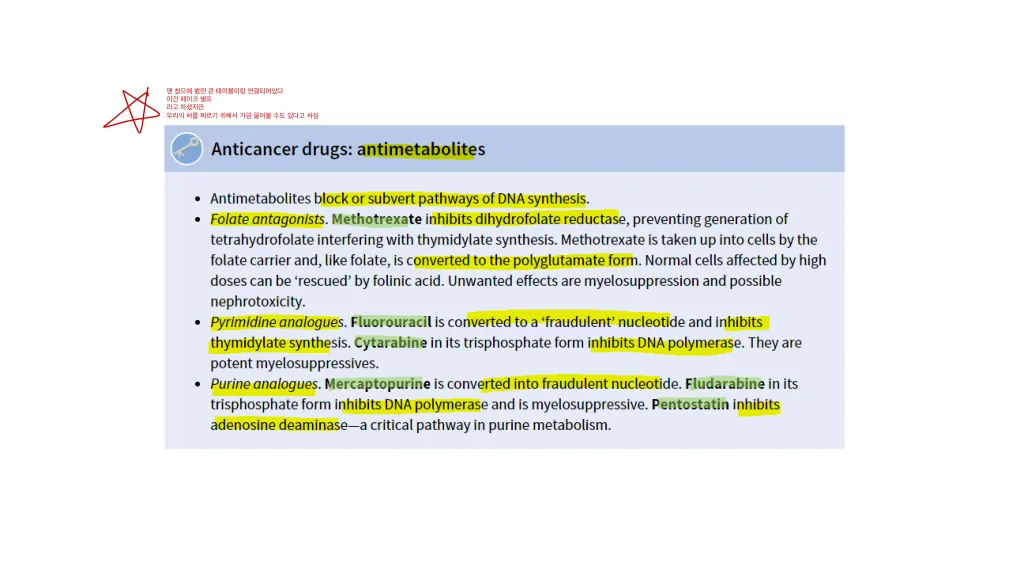 맨 첨므에 봤던 큰 테이블이랑 연결되어있다
이건 페이크 별표
라고 하셨지만
우리의 허를 찌르기 위해서 가끔 물어볼 수도 있다고 하심
Anticancer drugs: antimetabolites
• Antimetabolites block or subvert pathways of DNA synthesis.
• Folate antagonists. Methotrexate inhibits dihydrofolate reductase, preventing generation of
tetrahydrofolate interfering with thymidylate synthesis. Methotrexate is taken up into cells by the
folate carrier and, like folate, is converted to the polyglutamate form. Normal cells affected by high
doses can be ‘rescued’ by folinic acid. Unwanted effects are myelosuppression and possible
nephrotoxicity.
• Pyrimidine analogues. Fluorouracil is converted to a ‘fraudulent’ nucleotide and inhibits
thymidylate synthesis. Cytarabine in its trisphosphate form inhibits DNA polymerase. They are
potent myelosuppressives.
• Purine analogues. Mercaptopurine is converted into fraudulent nucleotide. Fludarabine in its
trisphosphate form inhibits DNA polymerase and is myelosuppressive. Pentostatin inhibits
adenosine deaminase—a critical pathway in purine metabolism.